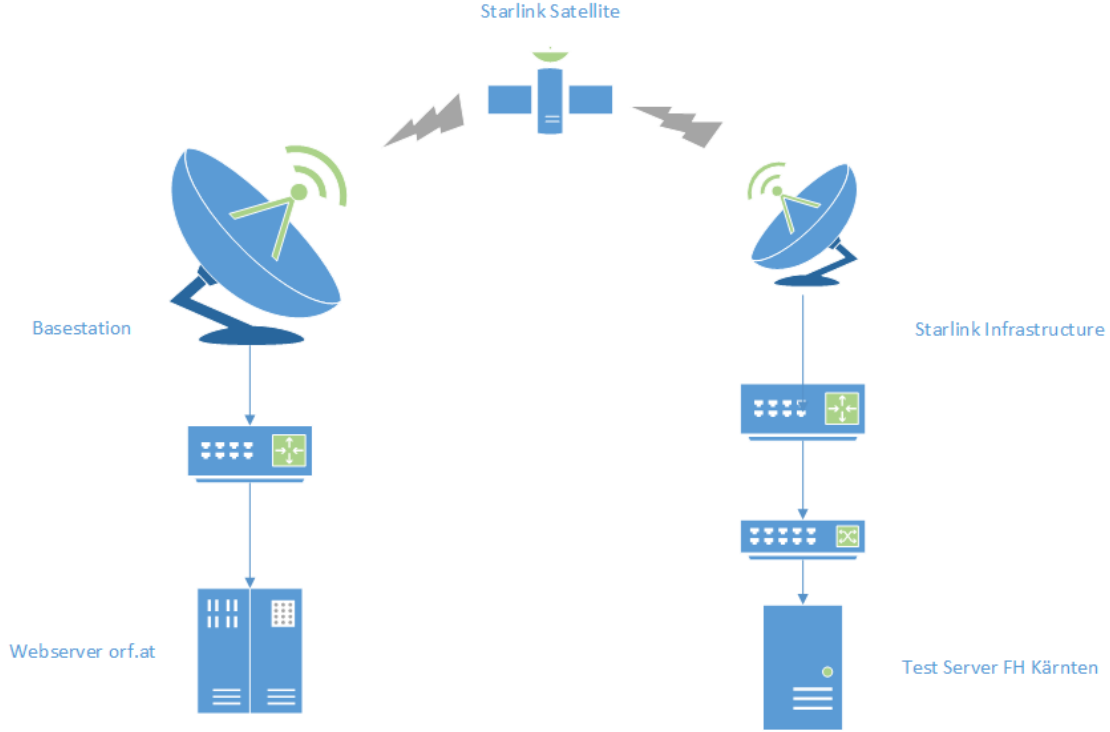 Starlink Satellite
Basestation
Starlink Infrastructure
Webserver orf.at
Test Server FH Kärnten